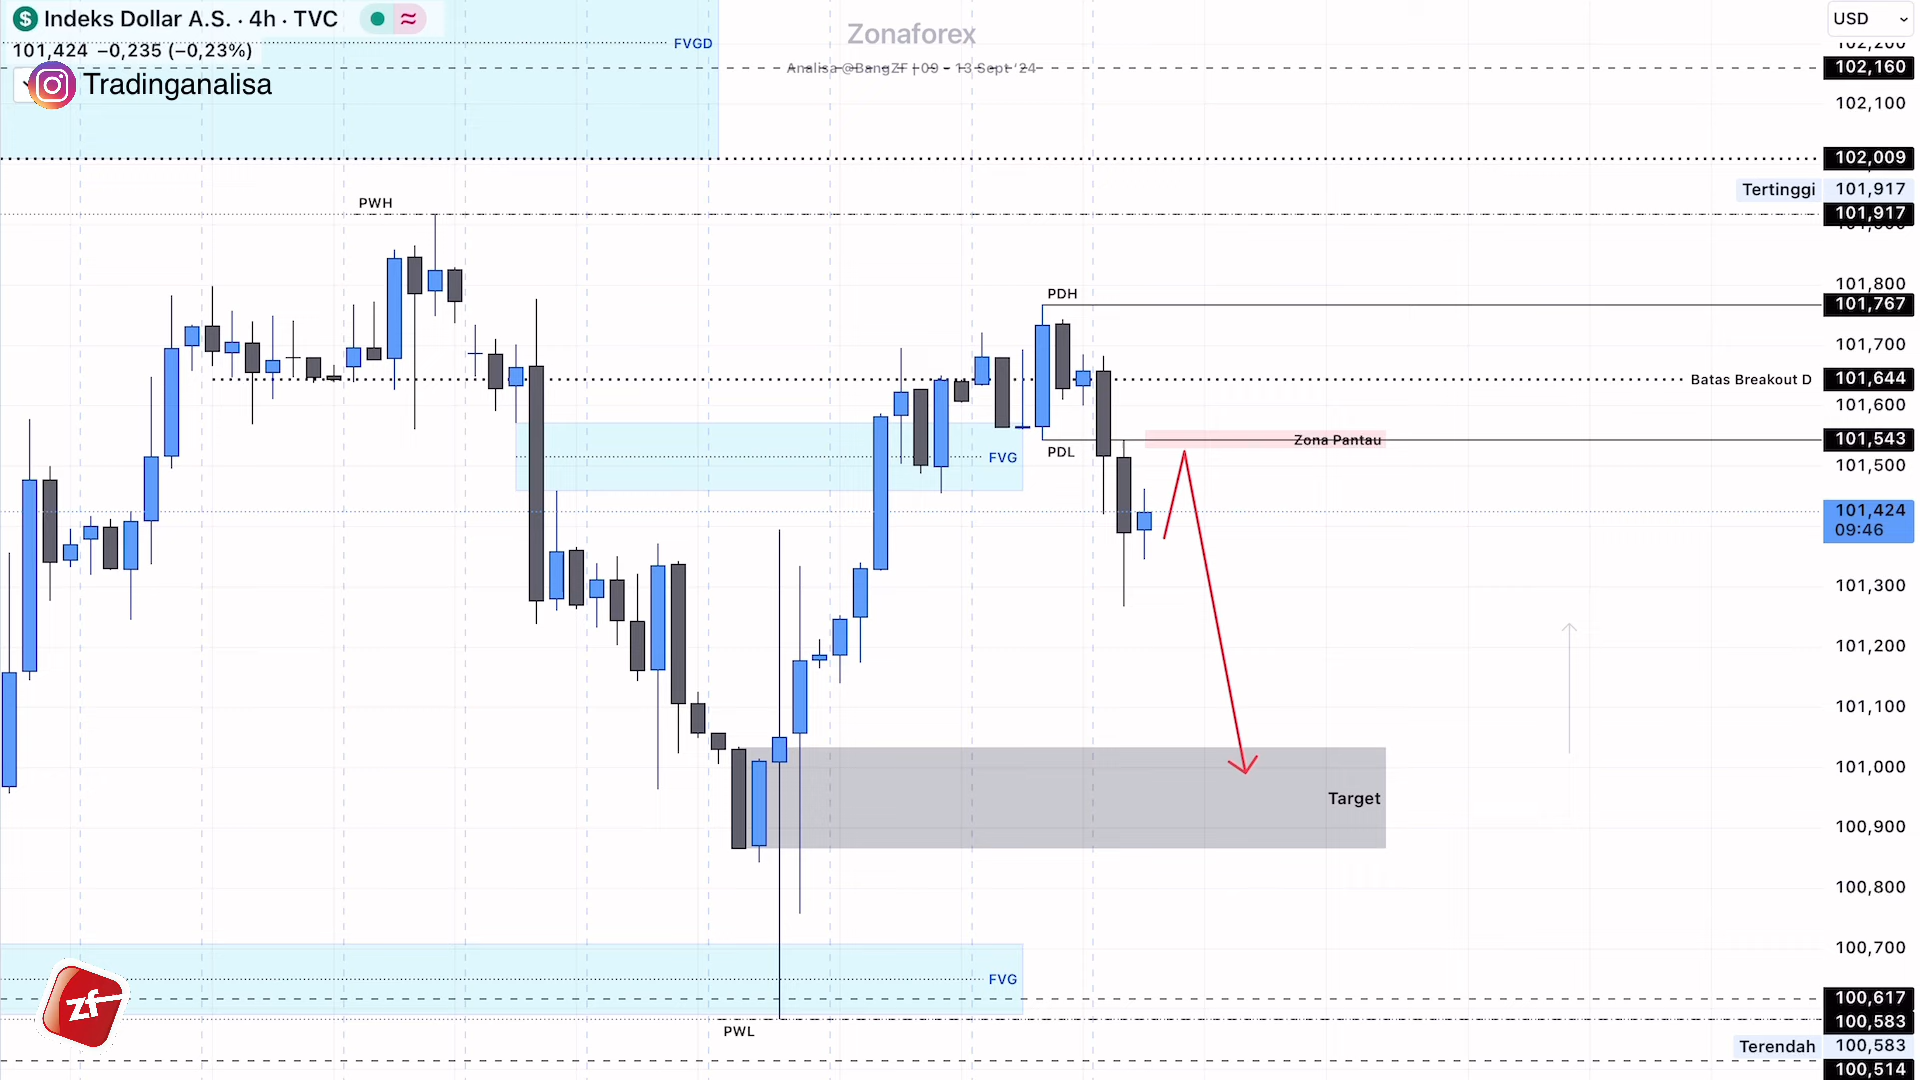 Indeks Dollar A.S. · 4h · TVC
101,424 −0,235 (−0,23%)
Tradinganalisa
Zonaforex
Analisa @BangZF | 09 - 13 Sept '24
USD
FVGD
102,200
102,160
102,100
102,009
Tertinggi 101,917
101,917
PWH
101,800
PDH
101,767
101,700
Batas Breakout D 101,644
101,600
Zona Pantau
101,543
PDL
FVG
101,500
101,424
09:46
101,300
101,200
101,100
101,000
Target
100,900
100,800
100,700
FVG
zf
100,617
PWL
100,583
Terendah 100,583
100,514